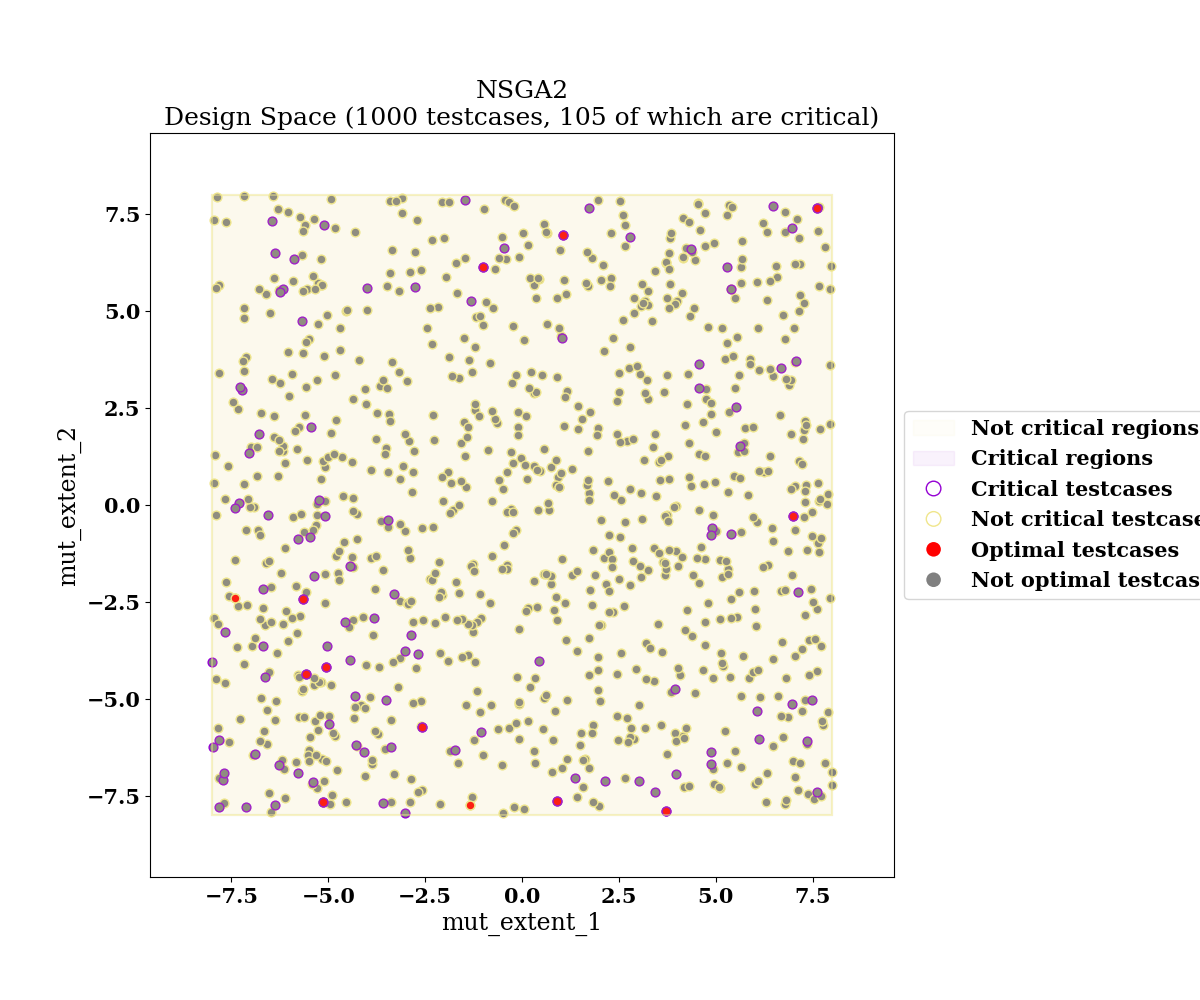 NSGA2
Design Space (1000 testcases, 105 of which are critical)
7.5
5.0
2.5
0.0
−2.5
−5.0
−7.5
mut_extent_2
−7.5
−5.0
−2.5
0.0
2.5
5.0
7.5
mut_extent_1
Not critical regions
Critical regions
Critical testcases
Not critical testcase
Optimal testcases
Not optimal testcas